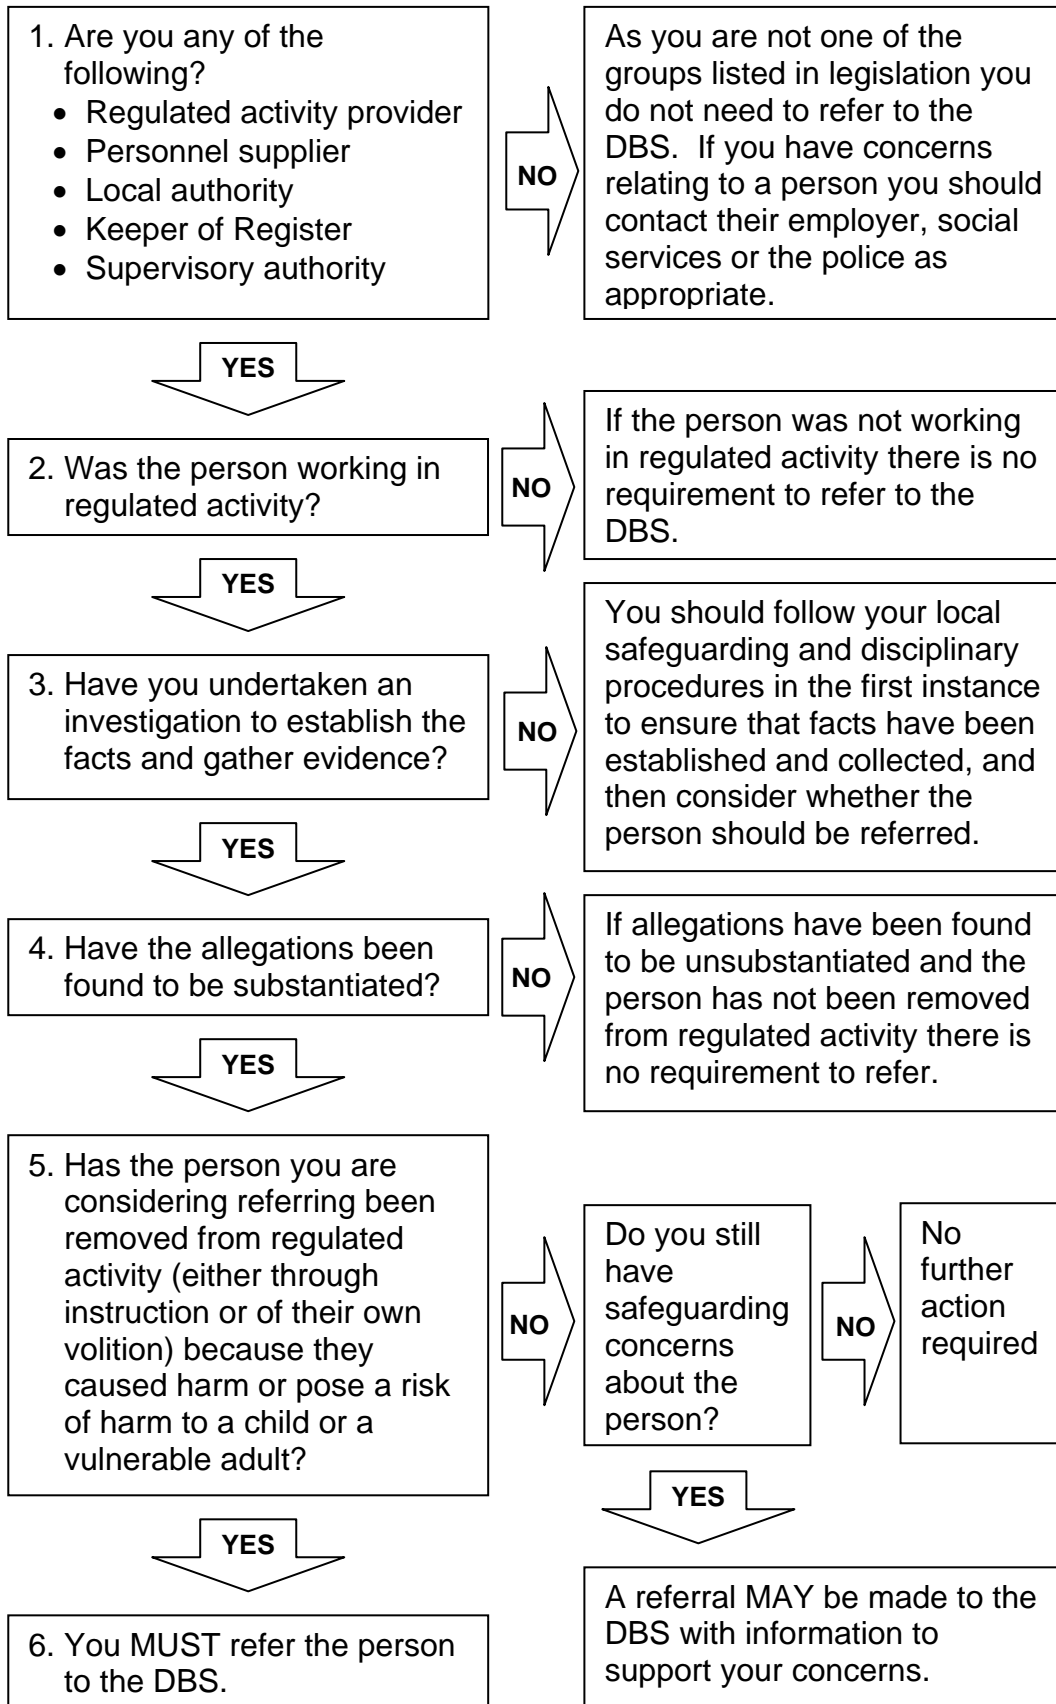 1. Are you any of the
following?
• Regulated activity provider
• Personnel supplier
• Local authority
• Keeper of Register
• Supervisory authority
NO
As you are not one of the
groups listed in legislation you
do not need to refer to the
DBS.  If you have concerns
relating to a person you should
contact their employer, social
services or the police as
appropriate.
YES
2. Was the person working in
regulated activity?
NO
If the person was not working
in regulated activity there is no
requirement to refer to the
DBS.
YES
3. Have you undertaken an
investigation to establish the
facts and gather evidence?
NO
You should follow your local
safeguarding and disciplinary
procedures in the first instance
to ensure that facts have been
established and collected, and
then consider whether the
person should be referred.
YES
4. Have the allegations been
found to be substantiated?
NO
If allegations have been found
to be unsubstantiated and the
person has not been removed
from regulated activity there is
no requirement to refer.
YES
5. Has the person you are
considering referring been
removed from regulated
activity (either through
instruction or of their own
volition) because they
caused harm or pose a risk
of harm to a child or a
vulnerable adult?
NO
Do you still
have
safeguarding
concerns
about the
person?
NO
No
further
action
required
YES
YES
6. You MUST refer the person
to the DBS.
A referral MAY be made to the
DBS with information to
support your concerns.